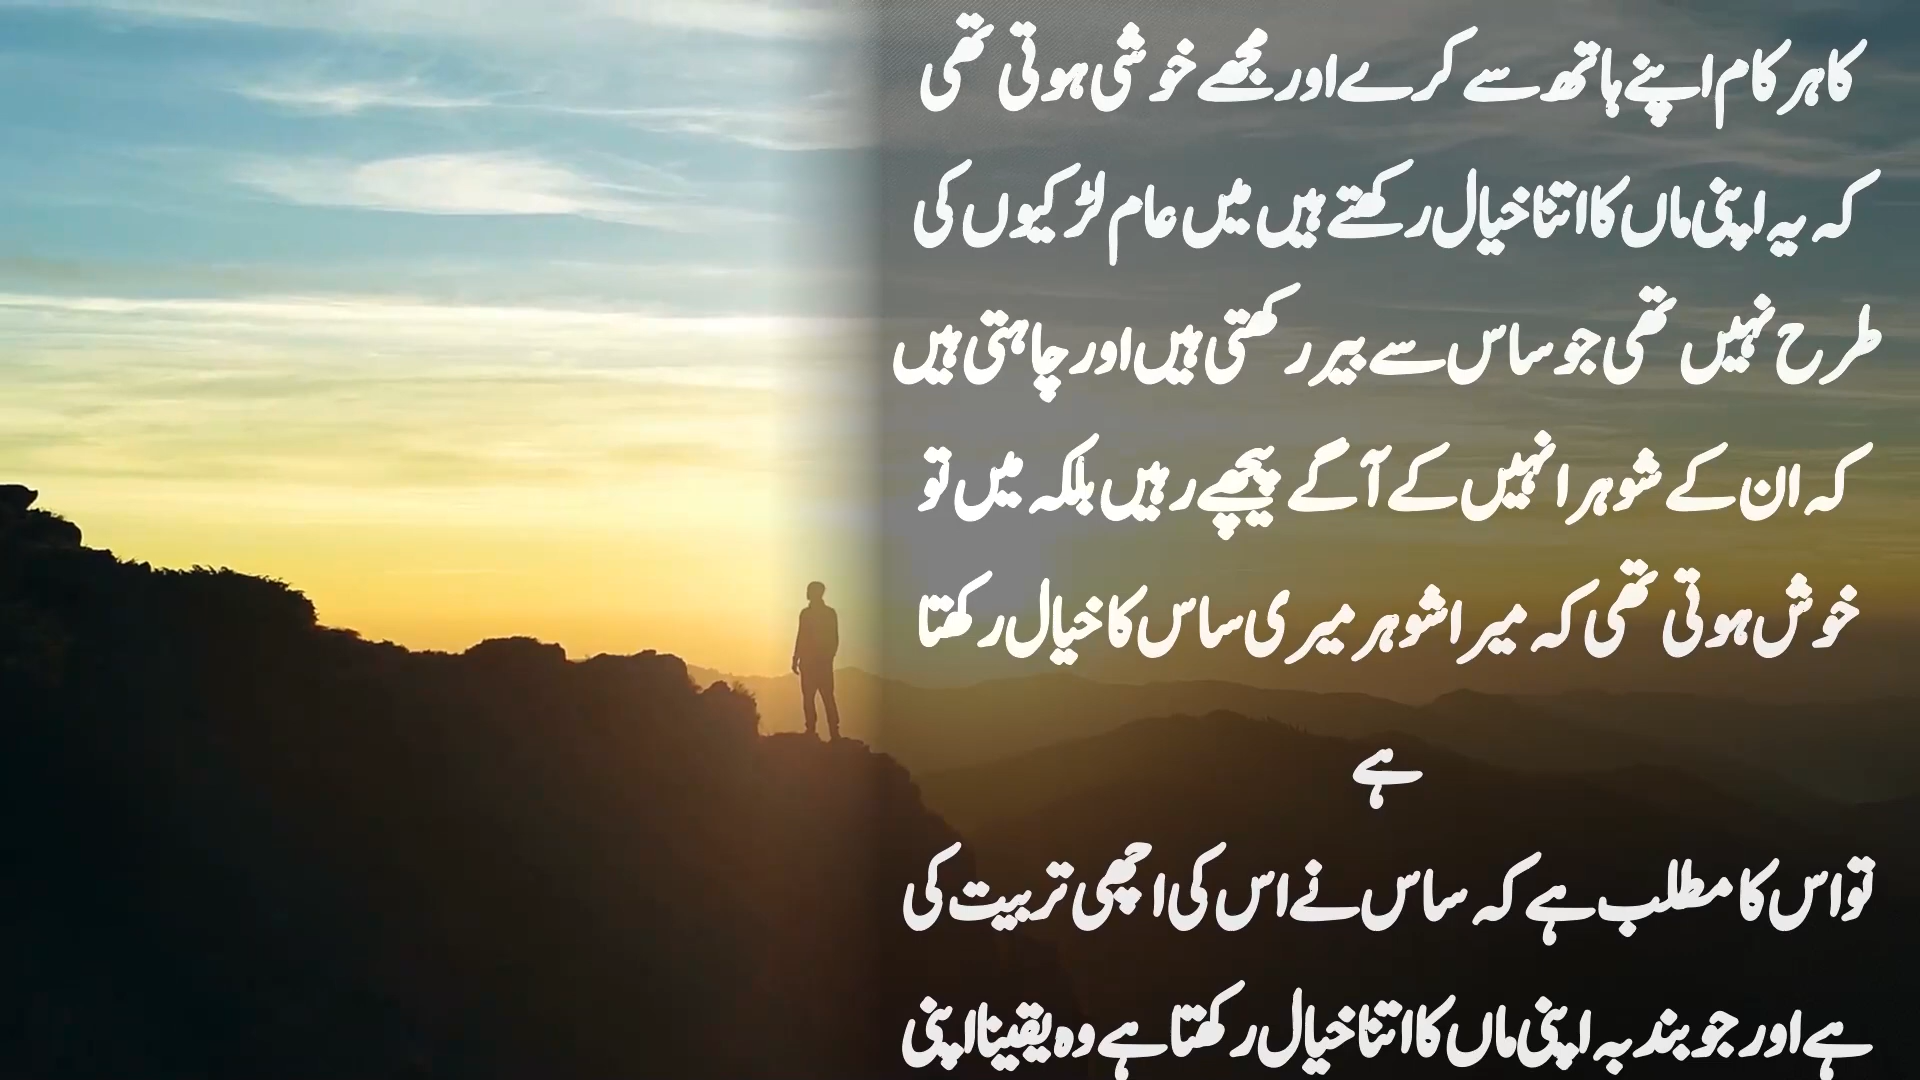 کا ہر کام اپنے ہاتھ سے کرے اور مجھے خوشی ہوتی تھی
کہ یہ اپنی ماں کا اتنا خیال رکھتے ہیں میں عام لڑکیوں کی
طرح نہیں تھی جو ساس سے بیر رکھتی ہیں اور چاہتی ہیں
کہ ان کے شوہر انہیں کے آگے پیچھے رہیں بلکہ میں تو
خوش ہوتی تھی کہ میرا شوہر میری ساس کا خیال رکھتا
ہے
تو اس کا مطلب ہے کہ ساس نے اس کی اچھی تربیت کی
ہے اور جو بندبہ اپنی ماں کا اتنا خیال رکھتا ہے وہ یقینا اپنی